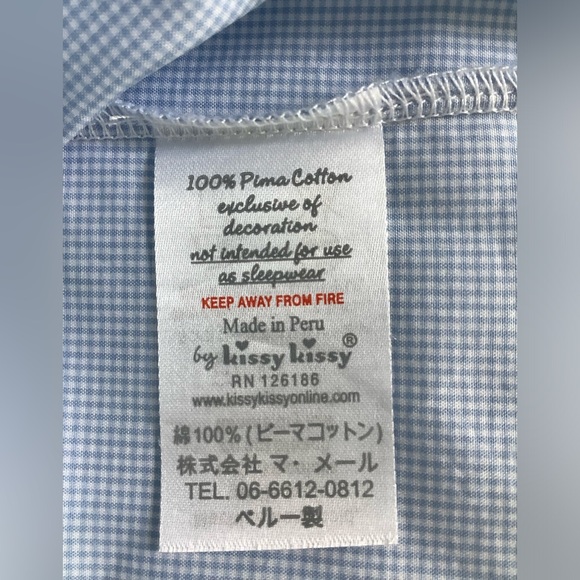 100% Pima Cotton
exclusive of
decoration
not intended for use
as sleepwear
KEEP AWAY FROM FIRE
Made in Peru
by kissy kissy®
RN 126186
www.kissykissyonline.com
綿100% (ピーマコットン)
株式会社 マ・メール
TEL. 06-6612-0812
ペルー製